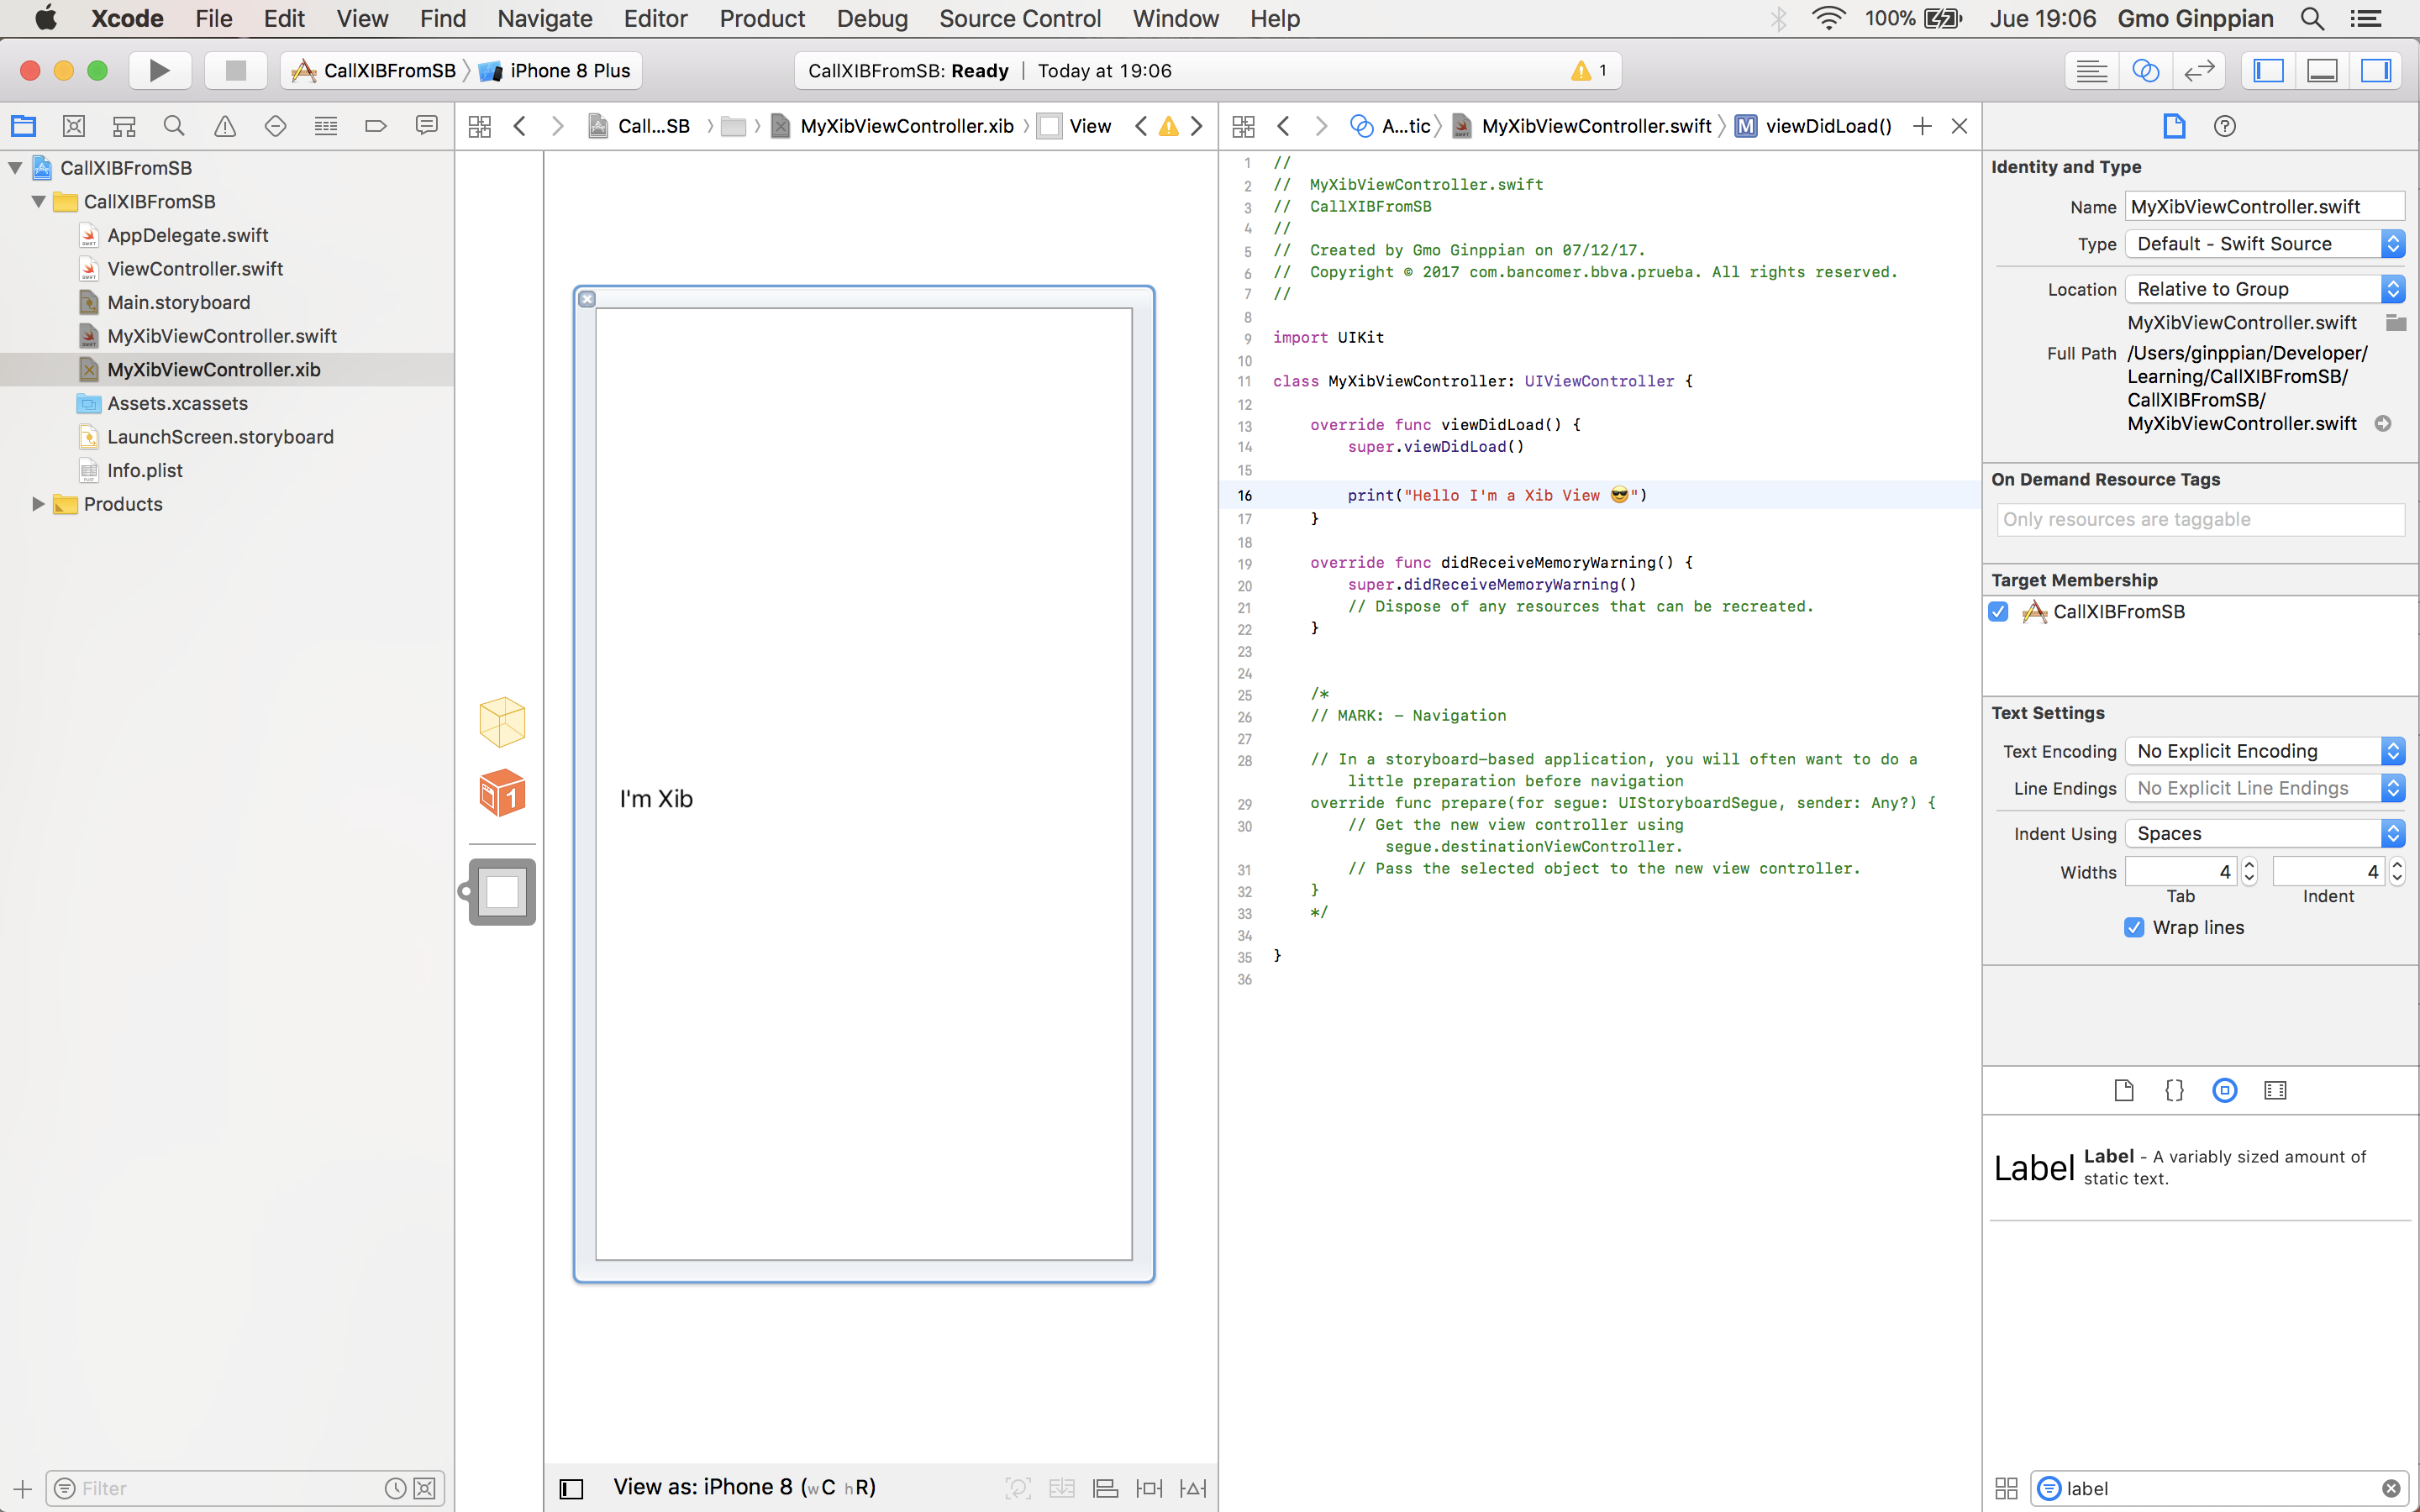 Xcode File Edit View Find Navigate Editor Product Debug Source Control Window Help 100% Jue 19:06 Gmo Ginppian
CallXIBFromSB iPhone 8 Plus CallXIBFromSB: Ready | Today at 19:06 1
Call...SB MyXibViewController.xib View A...tic MyXibViewController.swift M viewDidLoad()
CallXIBFromSB
CallXIBFromSB
AppDelegate.swift
ViewController.swift
Main.storyboard
MyXibViewController.swift
MyXibViewController.xib
Assets.xcassets
LaunchScreen.storyboard
Info.plist
Products
Filter
1
I'm Xib
View as: iPhone 8 (wC hR)
1 //
2 //  MyXibViewController.swift
3 //  CallXIBFromSB
4 //
5 //  Created by Gmo Ginppian on 07/12/17.
6 //  Copyright © 2017 com.bancomer.bbva.prueba. All rights reserved.
7 //
8
9 import UIKit
10
11 class MyXibViewController: UIViewController {
12
13     override func viewDidLoad() {
14         super.viewDidLoad()
15
16         print("Hello I'm a Xib View 😎")
17     }
18
19     override func didReceiveMemoryWarning() {
20         super.didReceiveMemoryWarning()
21         // Dispose of any resources that can be recreated.
22     }
23
24
25     /*
26     // MARK: - Navigation
27
28     // In a storyboard-based application, you will often want to do a
little preparation before navigation
29     override func prepare(for segue: UIStoryboardSegue, sender: Any?) {
30         // Get the new view controller using
segue.destinationViewController.
31         // Pass the selected object to the new view controller.
32     }
33     */
34
35 }
36
Identity and Type
Name MyXibViewController.swift
Type Default - Swift Source
Location Relative to Group
MyXibViewController.swift
Full Path /Users/ginppian/Developer/
Learning/CallXIBFromSB/
CallXIBFromSB/
MyXibViewController.swift
On Demand Resource Tags
Only resources are taggable
Target Membership
CallXIBFromSB
Text Settings
Text Encoding No Explicit Encoding
Line Endings No Explicit Line Endings
Indent Using Spaces
Widths 4 4
Tab Indent
Wrap lines
{}
Label Label - A variably sized amount of
static text.
label